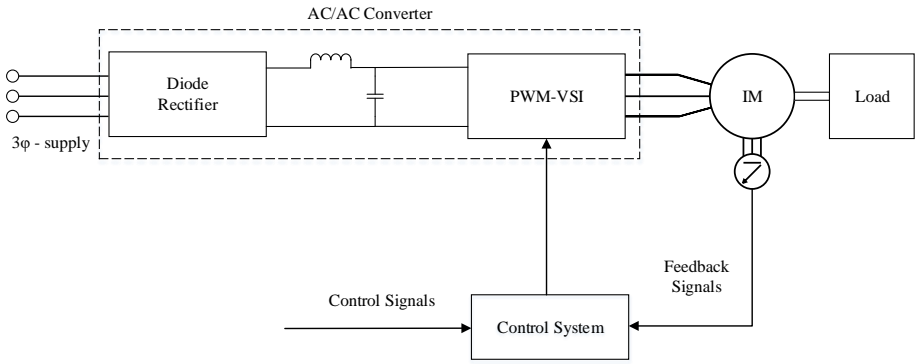 AC/AC Converter
Diode
Rectifier
PWM-VSI
IM
Load
3φ - supply
Feedback
Signals
Control Signals
Control System